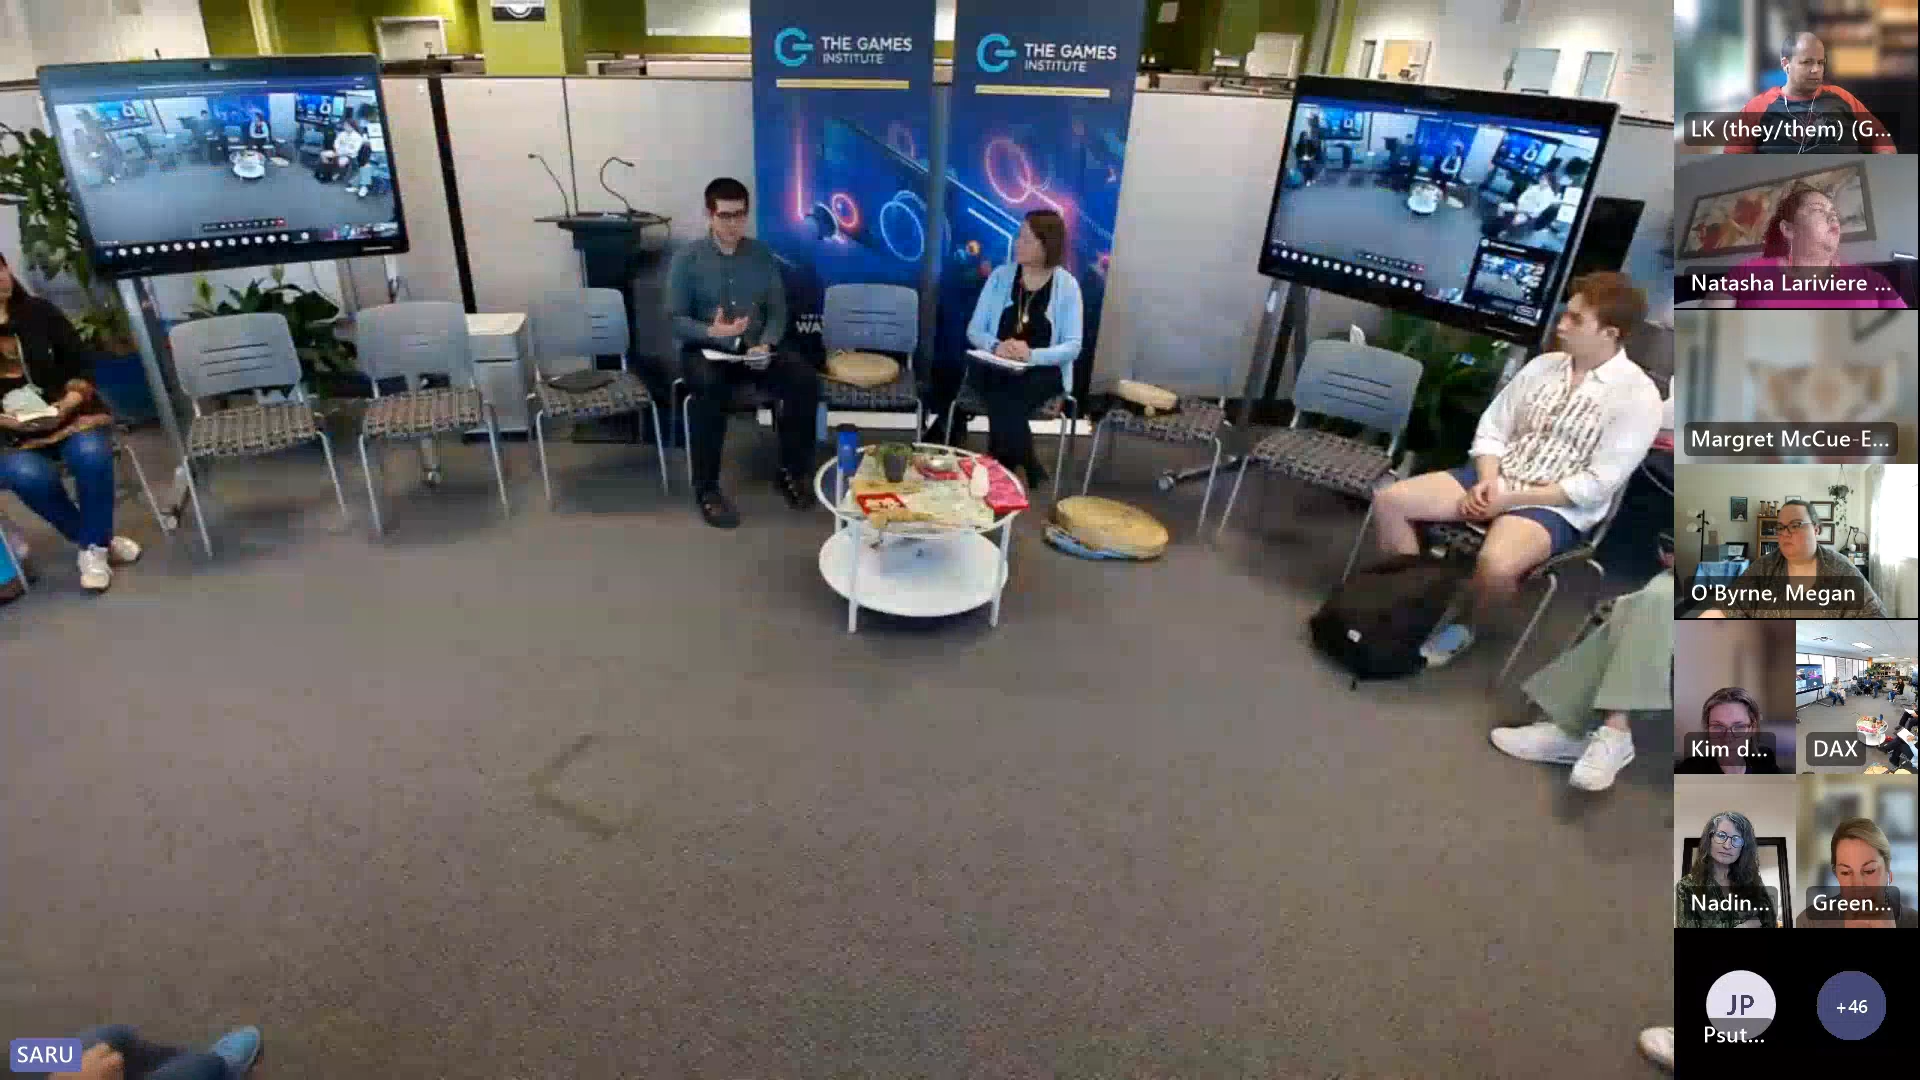 THE GAMES
INSTITUTE
THE GAMES
INSTITUTE
WA
LK (they/them) (G...
Natasha Lariviere ...
Margret McCue-E...
O'Byrne, Megan
Kim d...
DAX
Nadin...
Green...
JP
Psut...
+46
SARU